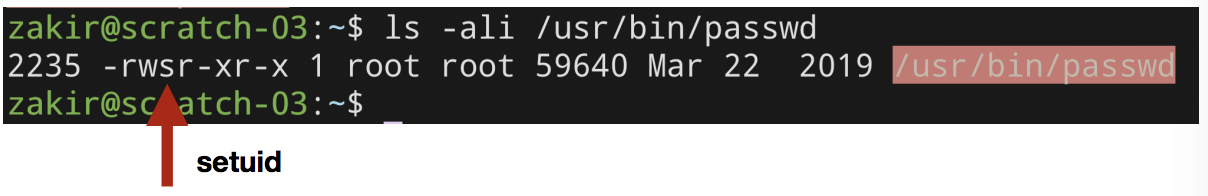 zakir@scratch-03:~$ ls -ali /usr/bin/passwd
2235 -rwsr-xr-x 1 root root 59640 Mar 22  2019 /usr/bin/passwd
zakir@scratch-03:~$
setuid